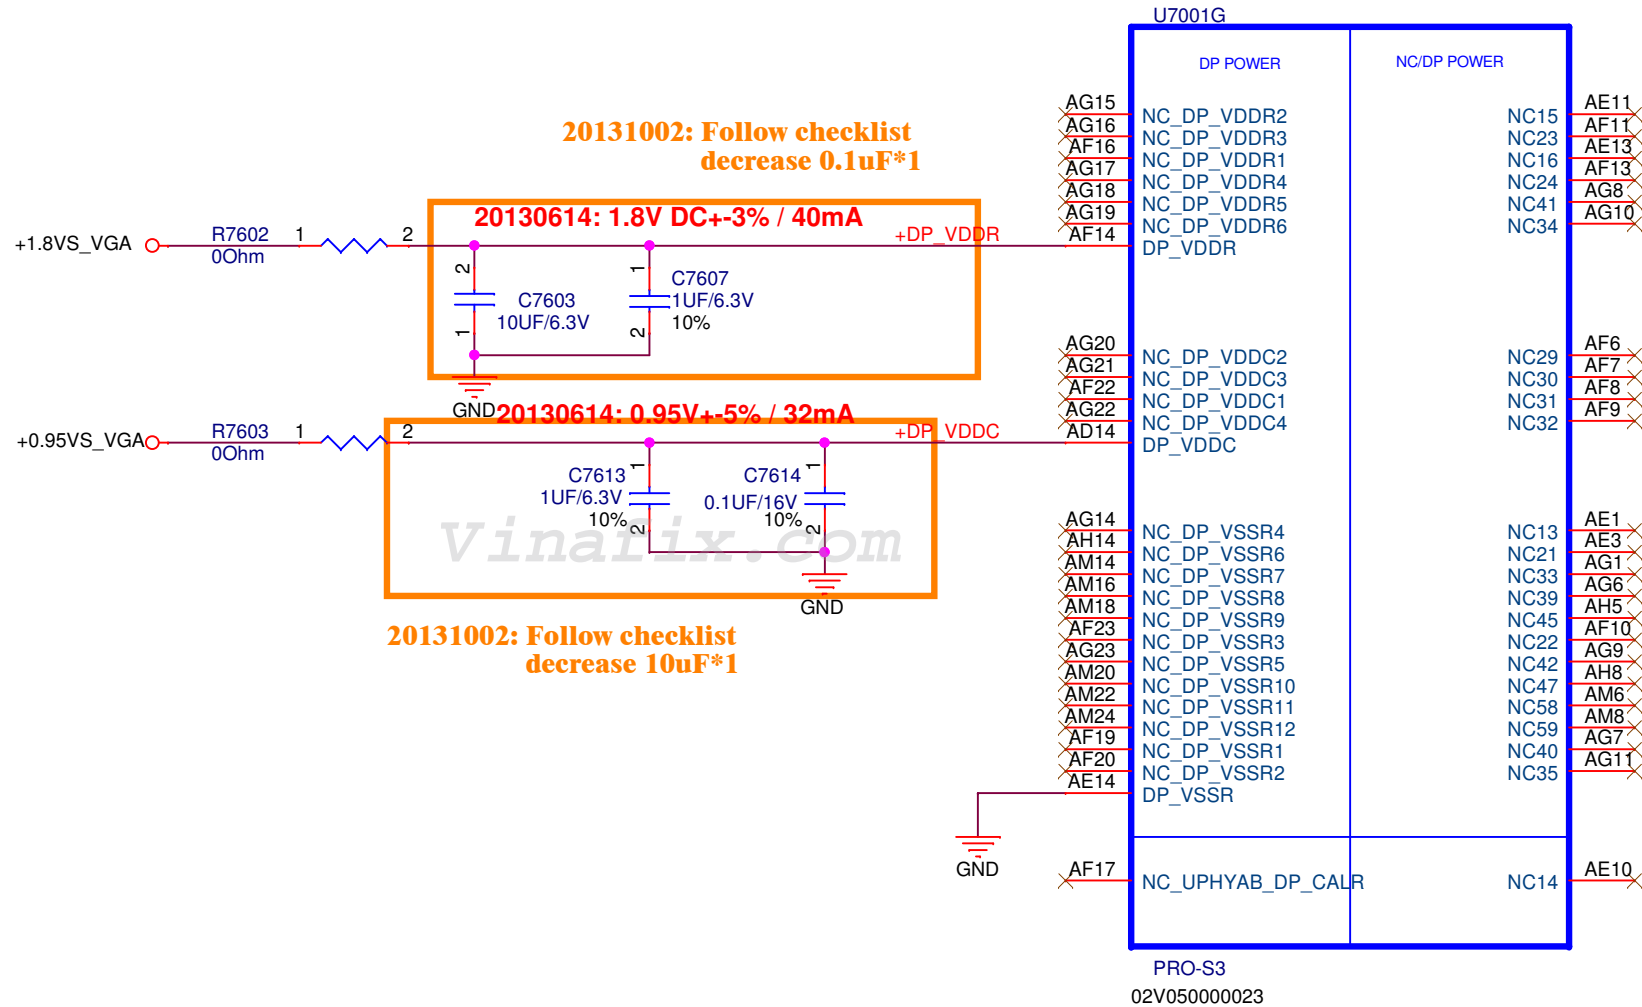 U7001G
DP POWER
NC/DP POWER
20131002: Follow checklist
decrease 0.1uF*1
20130614: 1.8V DC+-3% / 40mA
+1.8VS_VGA
R7602
0Ohm
1
2
+DP_VDDR
2
C7603
10UF/6.3V
1
1
C7607
1UF/6.3V
10%
2
GND
20130614: 0.95V+-5% / 32mA
+0.95VS_VGA
R7603
0Ohm
1
2
+DP_VDDC
1
C7613
1UF/6.3V
10%
2
1
C7614
0.1UF/16V
10%
2
GND
Vinafix.com
20131002: Follow checklist
decrease 10uF*1
AG15 NC_DP_VDDR2
AG16 NC_DP_VDDR3
AF16 NC_DP_VDDR1
AG17 NC_DP_VDDR4
AG18 NC_DP_VDDR5
AG19 NC_DP_VDDR6
AF14 DP_VDDR
AG20 NC_DP_VDDC2
AG21 NC_DP_VDDC3
AF22 NC_DP_VDDC1
AG22 NC_DP_VDDC4
AD14 DP_VDDC
AG14 NC_DP_VSSR4
AH14 NC_DP_VSSR6
AM14 NC_DP_VSSR7
AM16 NC_DP_VSSR8
AM18 NC_DP_VSSR9
AF23 NC_DP_VSSR3
AG23 NC_DP_VSSR5
AM20 NC_DP_VSSR10
AM22 NC_DP_VSSR11
AM24 NC_DP_VSSR12
AF19 NC_DP_VSSR1
AF20 NC_DP_VSSR2
AE14 DP_VSSR
GND
AF17 NC_UPHYAB_DP_CALR
NC15 AE11
NC23 AF11
NC16 AE13
NC24 AF13
NC41 AG8
NC34 AG10
NC29 AF6
NC30 AF7
NC31 AF8
NC32 AF9
NC13 AE1
NC21 AE3
NC33 AG1
NC39 AG6
NC45 AH5
NC22 AF10
NC42 AG9
NC47 AH8
NC58 AM6
NC59 AM8
NC40 AG7
NC35 AG11
NC14 AE10
PRO-S3
02V050000023